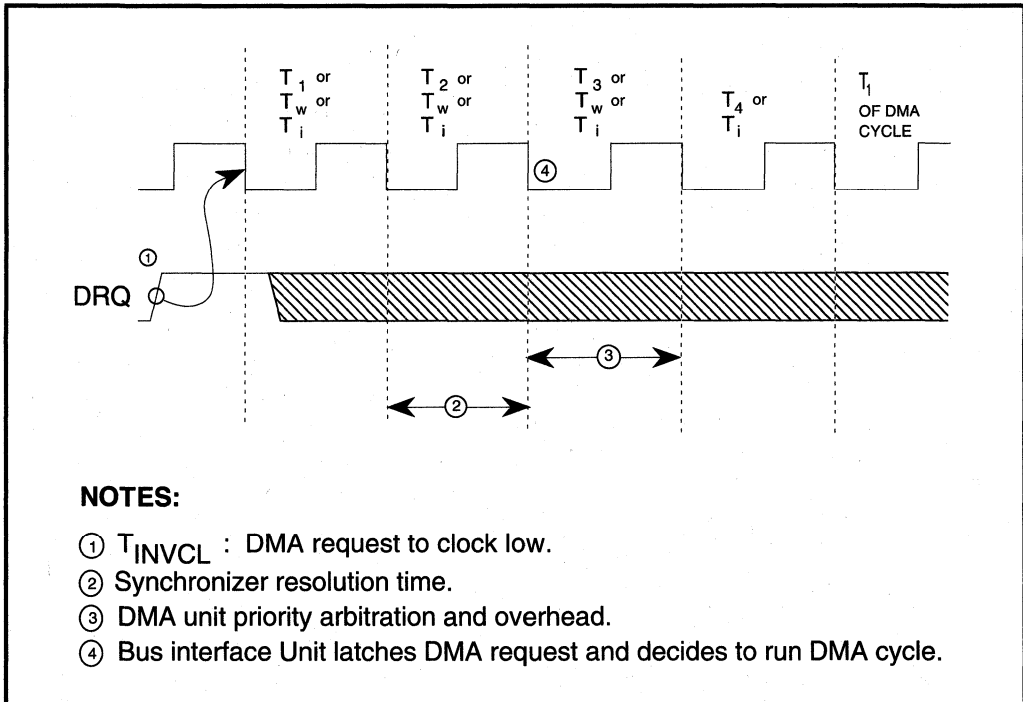 T1 or
Tw or
Ti
T2 or
Tw or
Ti
T3 or
Tw or
Ti
T4 or
Ti
T1
OF DMA
CYCLE
④
①
DRQ
③
②
NOTES:
① TINVCL : DMA request to clock low.
② Synchronizer resolution time.
③ DMA unit priority arbitration and overhead.
④ Bus interface Unit latches DMA request and decides to run DMA cycle.